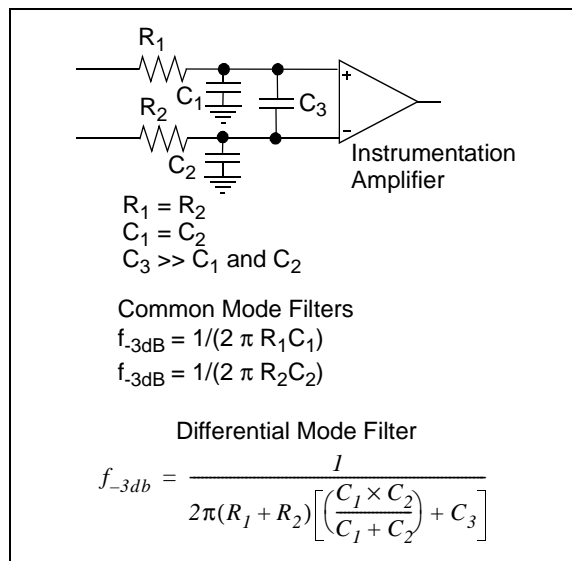 R₁
C₁
R₂
C₃
C₂
+
−
Instrumentation
Amplifier
R₁ = R₂
C₁ = C₂
C₃ >> C₁ and C₂
Common Mode Filters
f₋₃dB = 1/(2 π R₁C₁)
f₋₃dB = 1/(2 π R₂C₂)
Differential Mode Filter
f₋₃db = 1 / 2π(R₁ + R₂)[(C₁ × C₂ / C₁ + C₂) + C₃]